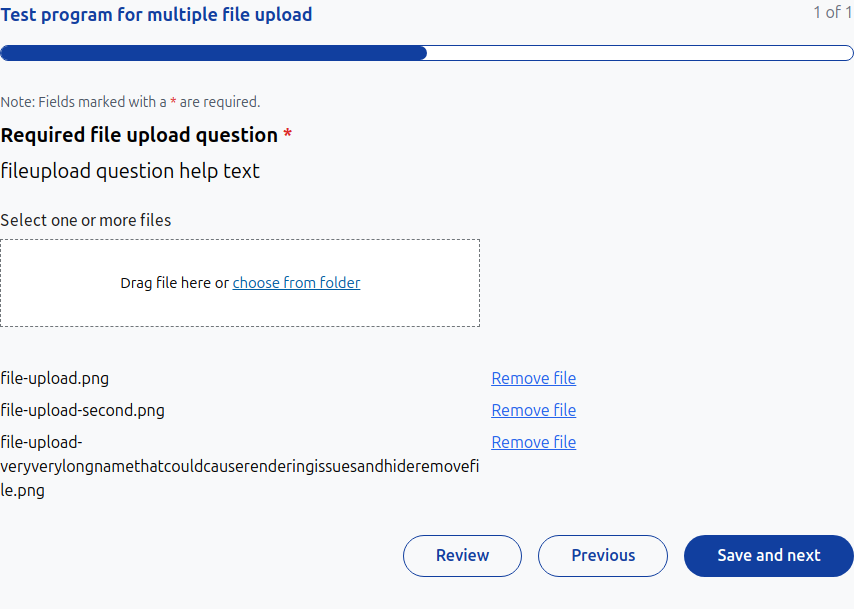 Test program for multiple file upload
1 of 1
Note: Fields marked with a * are required.
Required file upload question *
fileupload question help text
Select one or more files
Drag file here or choose from folder
file-upload.png Remove file
file-upload-second.png Remove file
file-upload- Remove file
veryverylongnamethatcouldcauserenderingissuesandhideremovefi
le.png
Review Previous Save and next